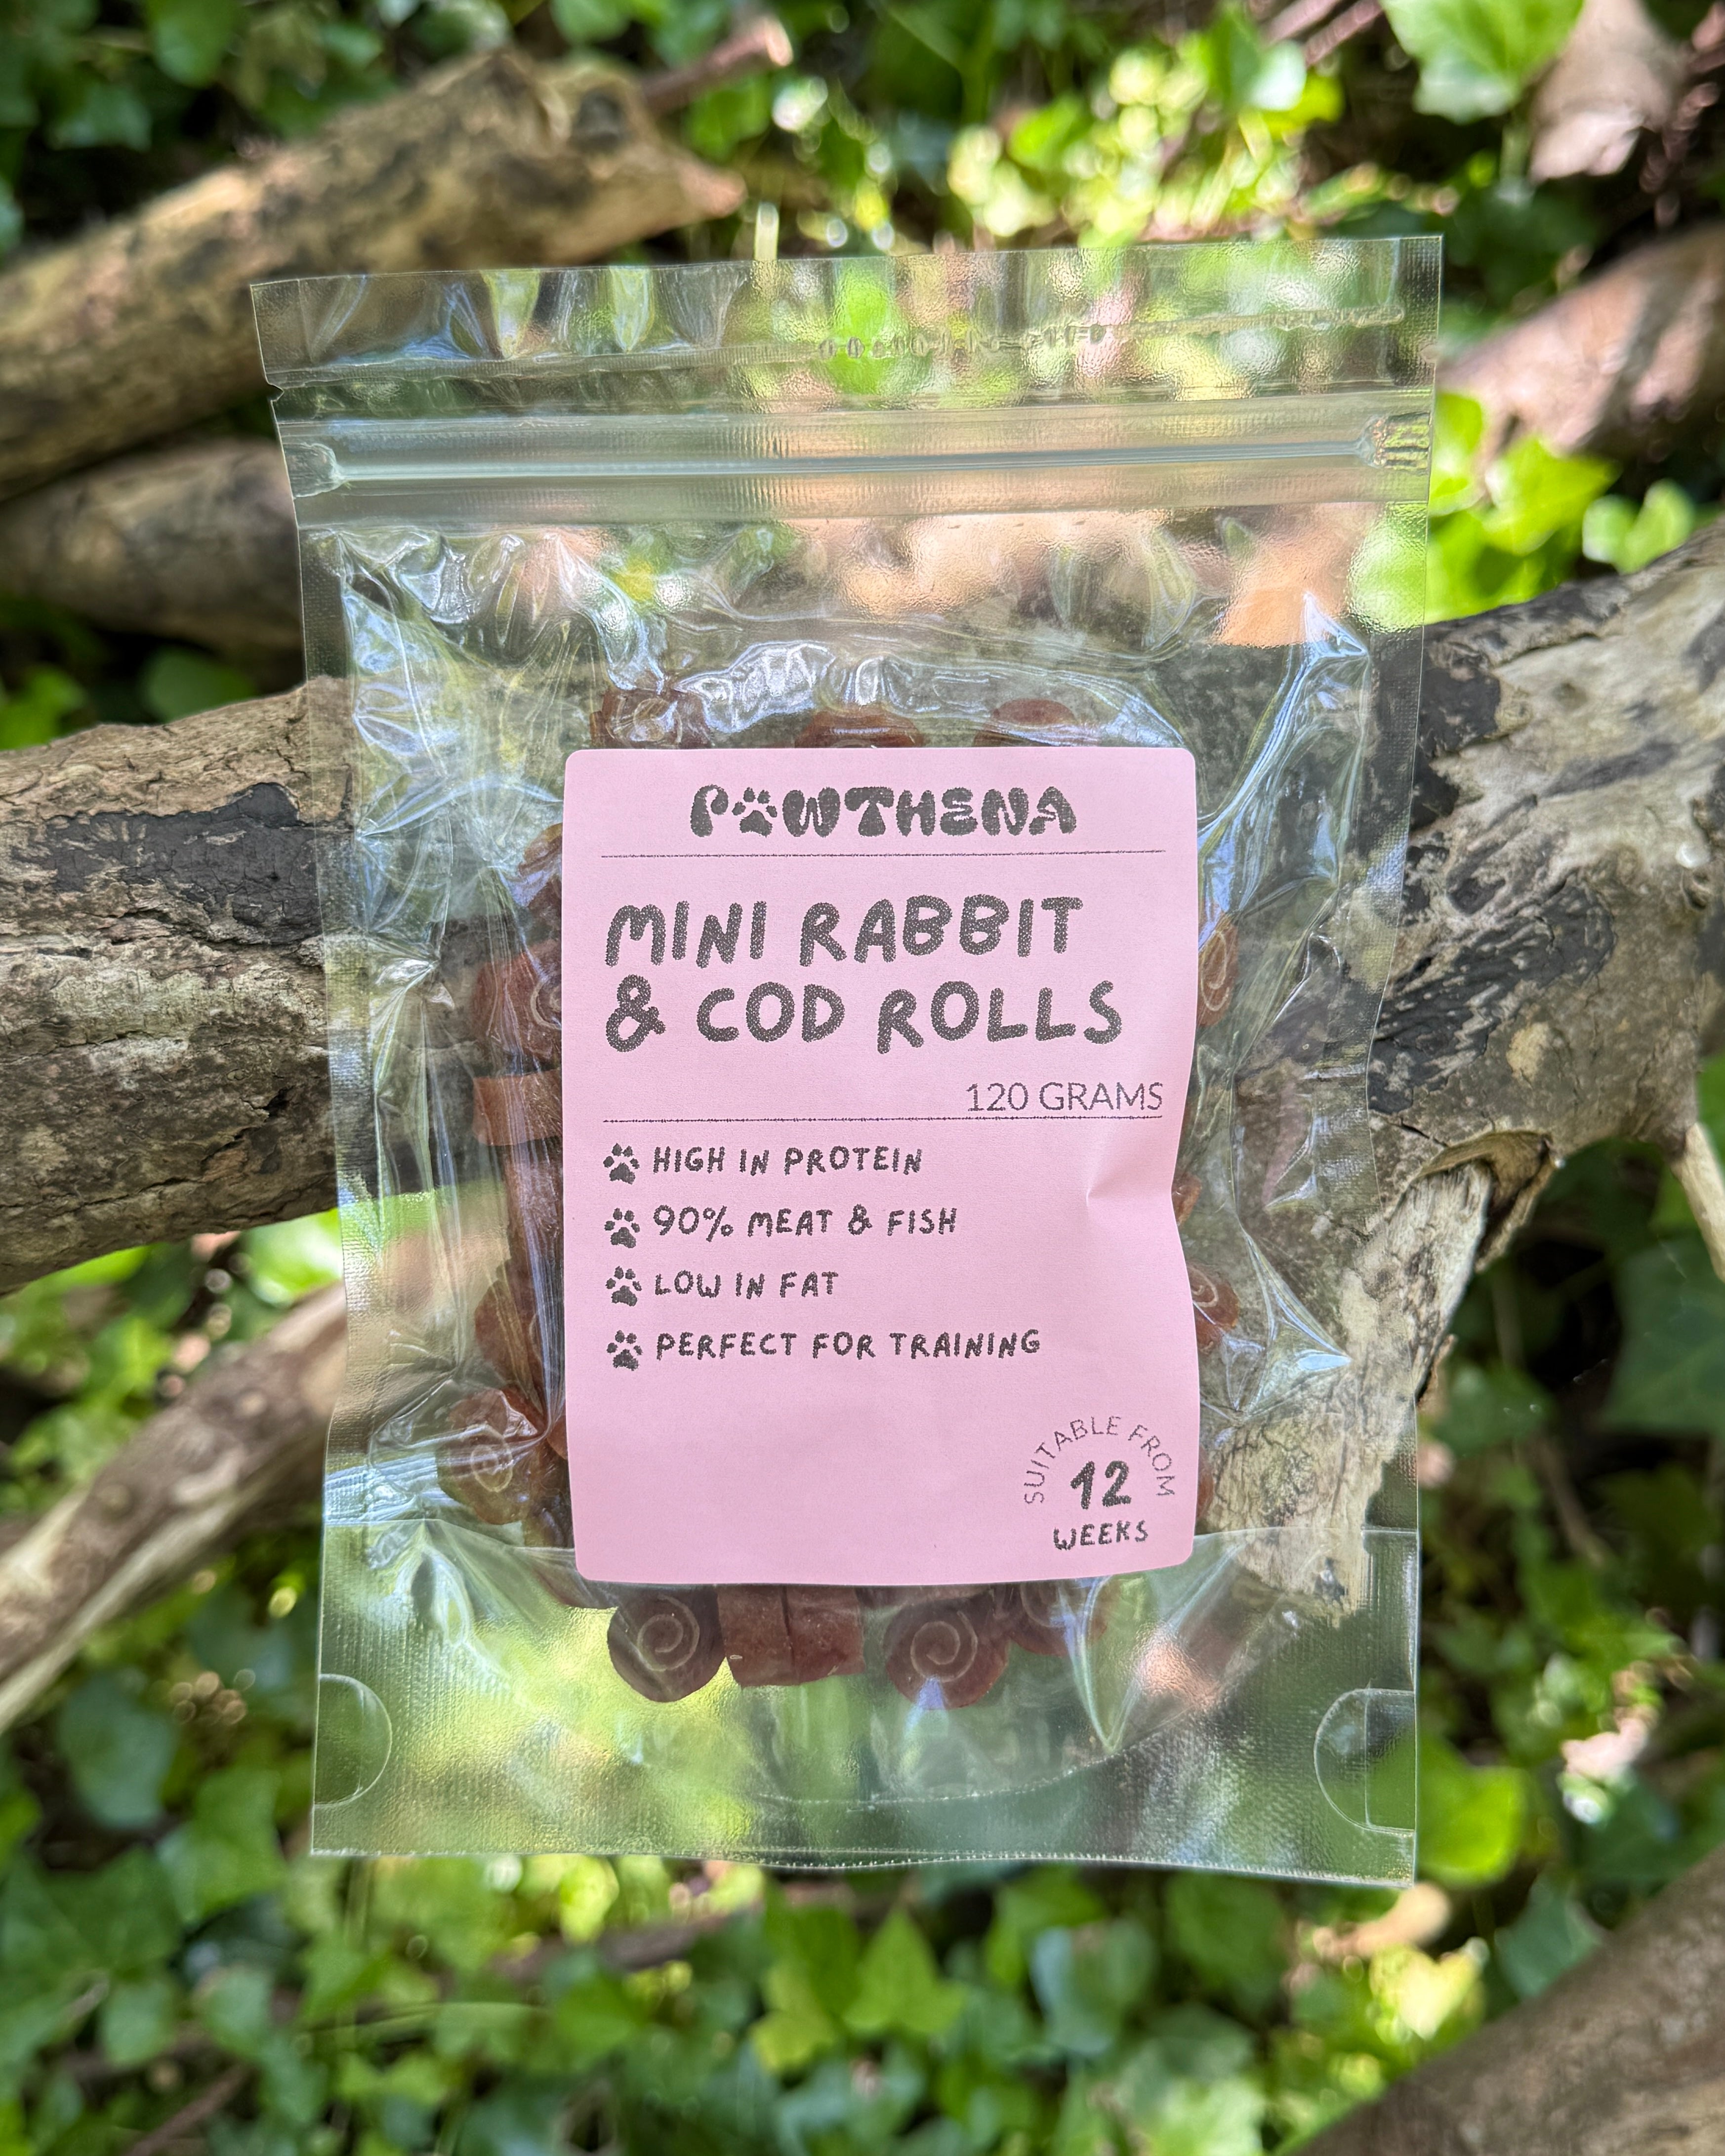 PAWTHENA
MINI RABBIT
& COD ROLLS
120 GRAMS
HIGH IN PROTEIN
90% MEAT & FISH
LOW IN FAT
PERFECT FOR TRAINING
SUITABLE FROM
12
WEEKS